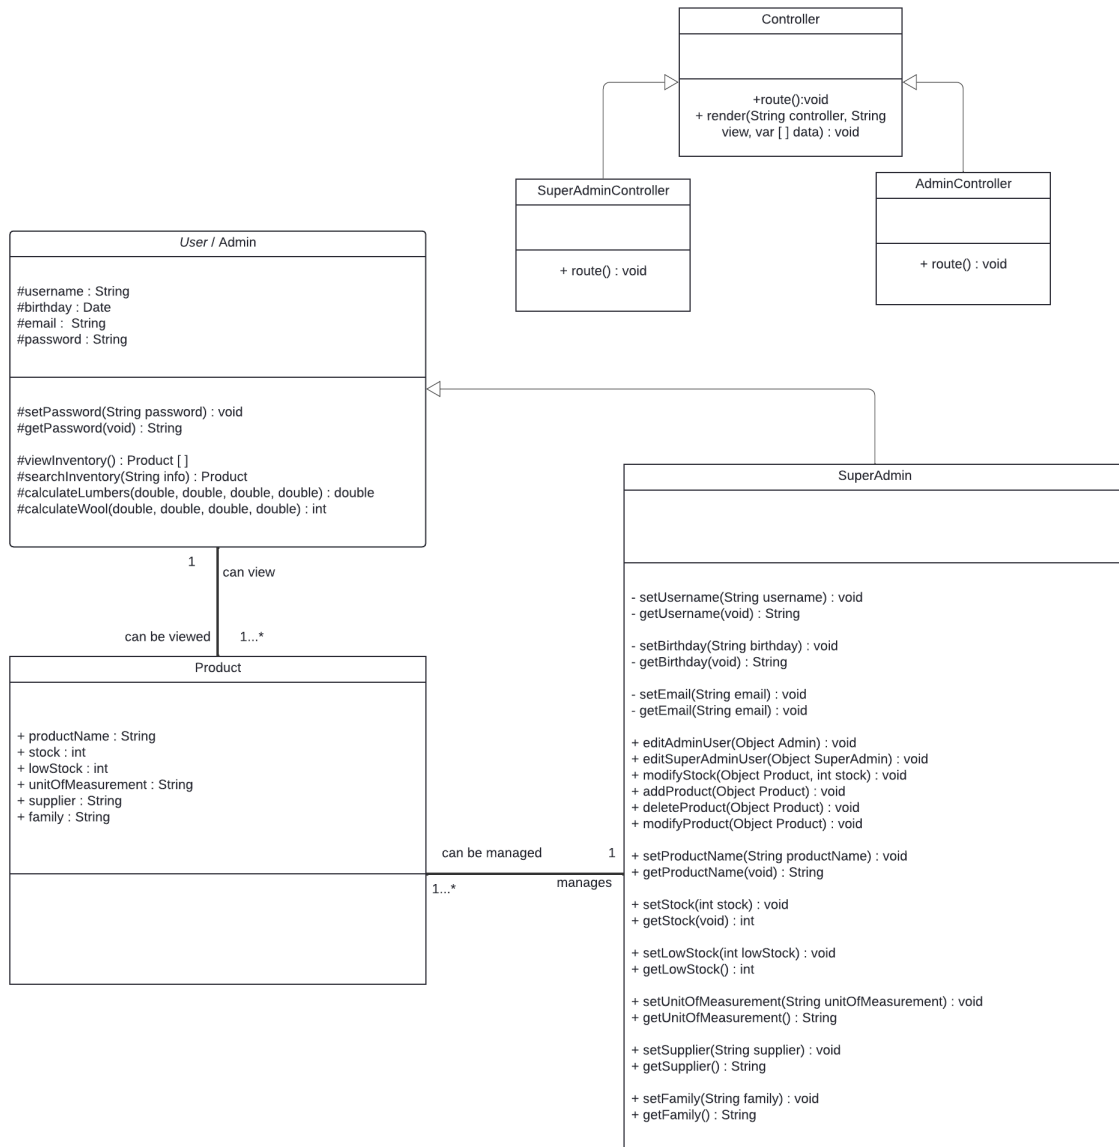 Controller
+route():void
+ render(String controller, String
view, var [ ] data) : void
SuperAdminController
+ route() : void
AdminController
+ route() : void
User / Admin
#username : String
#birthday : Date
#email :  String
#password : String
#setPassword(String password) : void
#getPassword(void) : String
#viewInventory() : Product [ ]
#searchInventory(String info) : Product
#calculateLumbers(double, double, double, double) : double
#calculateWool(double, double, double, double) : int
1
can view
can be viewed
1...*
Product
+ productName : String
+ stock : int
+ lowStock : int
+ unitOfMeasurement : String
+ supplier : String
+ family : String
can be managed
1
1...*
manages
SuperAdmin
- setUsername(String username) : void
- getUsername(void) : String
- setBirthday(String birthday) : void
- getBirthday(void) : String
- setEmail(String email) : void
- getEmail(String email) : void
+ editAdminUser(Object Admin) : void
+ editSuperAdminUser(Object SuperAdmin) : void
+ modifyStock(Object Product, int stock) : void
+ addProduct(Object Product) : void
+ deleteProduct(Object Product) : void
+ modifyProduct(Object Product) : void
+ setProductName(String productName) : void
+ getProductName(void) : String
+ setStock(int stock) : void
+ getStock(void) : int
+ setLowStock(int lowStock) : void
+ getLowStock() : int
+ setUnitOfMeasurement(String unitOfMeasurement) : void
+ getUnitOfMeasurement() : String
+ setSupplier(String supplier) : void
+ getSupplier() : String
+ setFamily(String family) : void
+ getFamily() : String